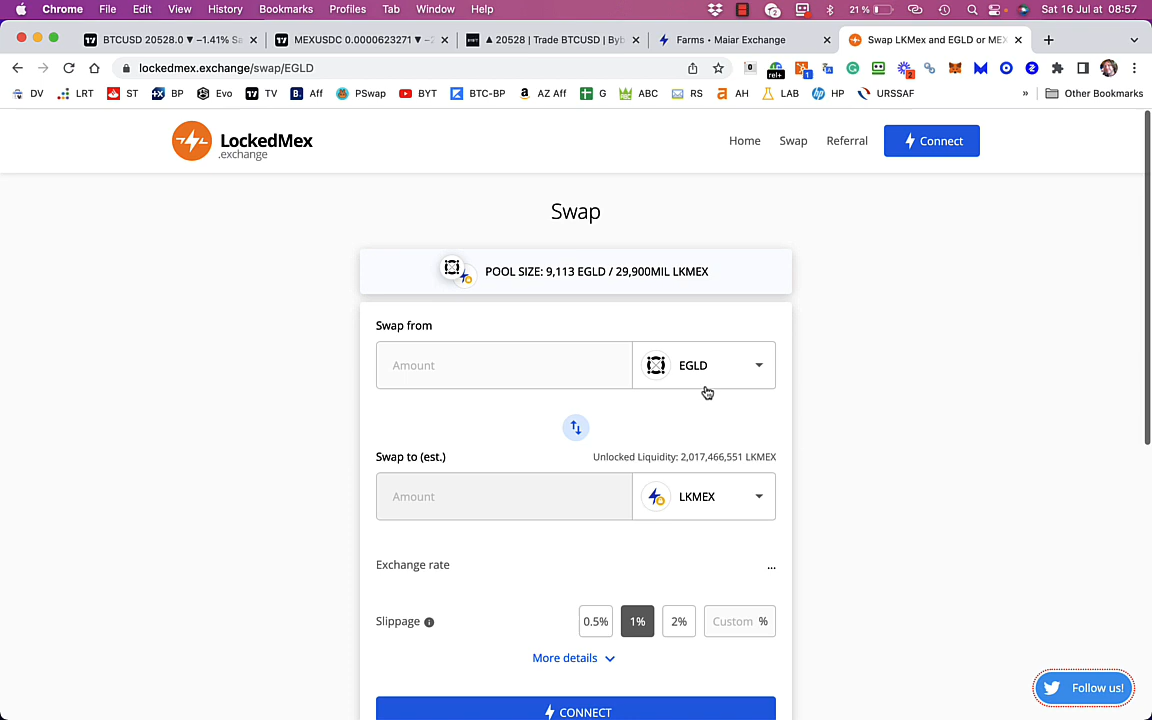 Chrome File Edit View History Bookmarks Profiles Tab Window Help 2 21% Sat 16 Jul at 08:57
BTCUSD 20528.0 ▼ −1.41% Sa MEXUSDC 0.0000623271 ▼ −2 ▲ 20528 | Trade BTCUSD | Byb Farms • Maiar Exchange Swap LKMex and EGLD or MEX
lockedmex.exchange/swap/EGLD
DV LRT ST BP Evo TV Aff PSwap BYT BTC-BP AZ Aff G ABC RS AH LAB HP URSSAF » Other Bookmarks
LockedMex
.exchange
Home Swap Referral Connect
Swap
POOL SIZE: 9,113 EGLD / 29,900MIL LKMEX
Swap from
Amount EGLD
Swap to (est.) Unlocked Liquidity: 2,017,466,551 LKMEX
Amount LKMEX
Exchange rate ...
Slippage 0.5% 1% 2% Custom %
More details
CONNECT
Follow us!